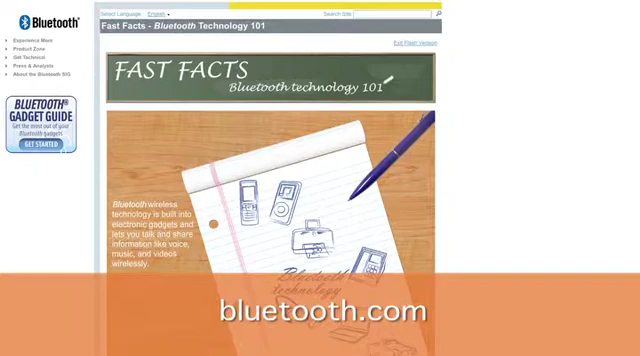 Select Language: English
Search Site:
Bluetooth®
Fast Facts - Bluetooth Technology 101
Experience More
Product Zone
Get Technical
Press & Analysts
About the Bluetooth SIG
Exit Flash Version
FAST FACTS
Bluetooth technology 101
BLUETOOTH®
GADGET GUIDE
Get the most out of your
Bluetooth gadgets
GET STARTED
Bluetooth wireless
technology is built into
electronic gadgets and
lets you talk and share
information like voice,
music, and videos
wirelessly.
Bluetooth
technology
bluetooth.com